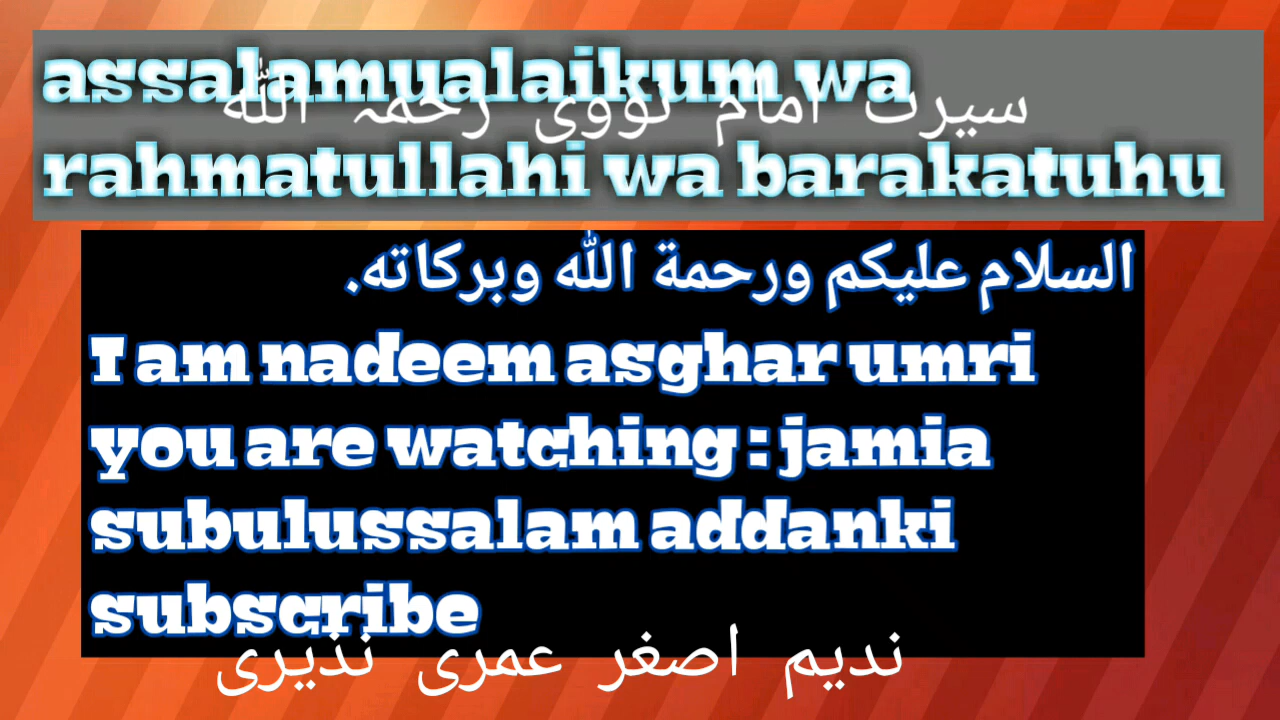 assalamualaikum wa
سیرت امام نووی رحمہ اللہ
rahmatullahi wa barakatuhu
السلام عليكم ورحمة الله وبركاته.
I am nadeem asghar umri
you are watching : jamia
subulussalam addanki
subscribe
ندیم اصغر عمری نذیری